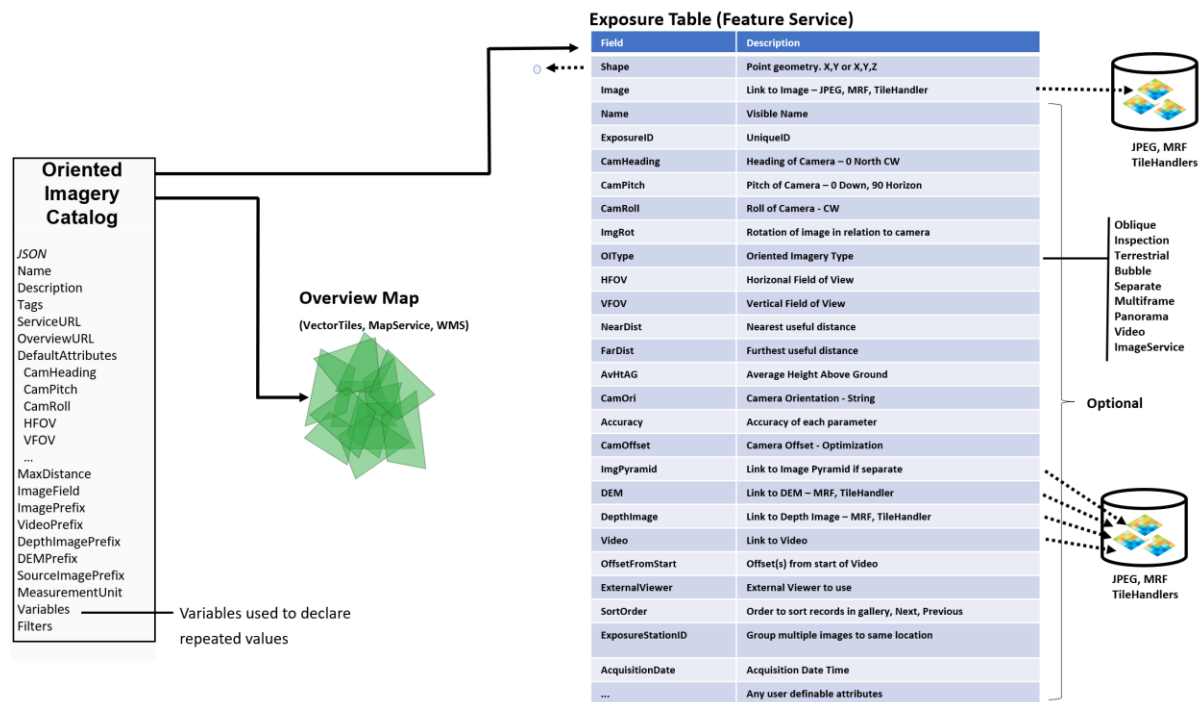 Exposure Table (Feature Service)
Field Description
Shape Point geometry. X,Y or X,Y,Z
Image Link to Image – JPEG, MRF, TileHandler
Name Visible Name
ExposureID UniqueID
CamHeading Heading of Camera – 0 North CW
CamPitch Pitch of Camera – 0 Down, 90 Horizon
CamRoll Roll of Camera - CW
ImgRot Rotation of image in relation to camera
OIType Oriented Imagery Type
HFOV Horizonal Field of View
VFOV Vertical Field of View
NearDist Nearest useful distance
FarDist Furthest useful distance
AvHtAG Average Height Above Ground
CamOri Camera Orientation - String
Accuracy Accuracy of each parameter
CamOffset Camera Offset - Optimization
ImgPyramid Link to Image Pyramid if separate
DEM Link to DEM – MRF, TileHandler
DepthImage Link to Depth Image – MRF, TileHandler
Video Link to Video
OffsetFromStart Offset(s) from start of Video
ExternalViewer External Viewer to use
SortOrder Order to sort records in gallery, Next, Previous
ExposureStationID Group multiple images to same location
AcquisitionDate Acquisition Date Time
... Any user definable attributes
JPEG, MRF
TileHandlers
Oblique
Inspection
Terrestrial
Bubble
Separate
Multiframe
Panorama
Video
ImageService
Optional
JPEG, MRF
TileHandlers
Oriented
Imagery
Catalog
JSON
Name
Description
Tags
ServiceURL
OverviewURL
DefaultAttributes
CamHeading
CamPitch
CamRoll
HFOV
VFOV
...
MaxDistance
ImageField
ImagePrefix
VideoPrefix
DepthImagePrefix
DEMPrefix
SourceImagePrefix
MeasurementUnit
Variables
Filters
Variables used to declare
repeated values
Overview Map
(VectorTiles, MapService, WMS)